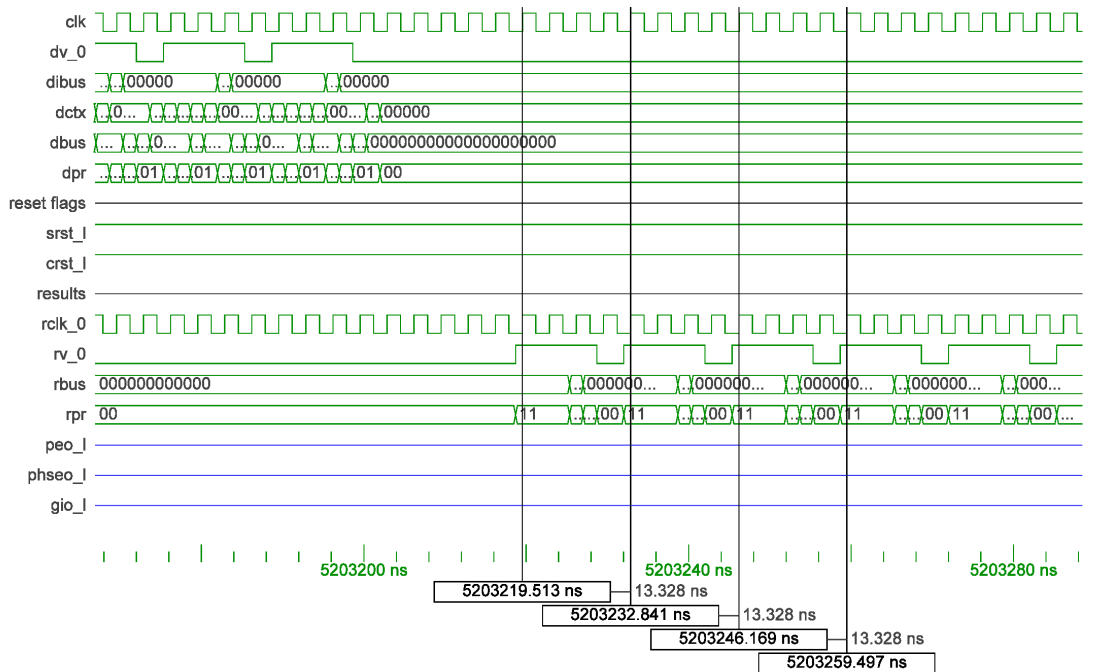 clk
dv_0
dibus ... ... 00000 ... 00000 ... 00000
dctx ... 0... ... ... ... ... ... 00... ... ... ... ... ... 00... ... 00000
dbus ... ... ... 0... ... ... ... ... 0... ... ... ... ... 00000000000000000000
dpr ... ... ... 01 ... ... 01 ... ... 01 ... ... 01 ... ... 01 00
reset flags
srst_l
crst_l
results
rclk_0
rv_0
rbus 000000000000 ... 000000... ... 000000... ... 000000... ... 000000... ... 000...
rpr 00 11 ... ... 00 11 ... ... 00 11 ... ... 00 11 ... ... 00 11 ... ... 00 ...
peo_l
phseo_l
gio_l
5203200 ns 5203240 ns 5203280 ns
5203219.513 ns 13.328 ns
5203232.841 ns 13.328 ns
5203246.169 ns 13.328 ns
5203259.497 ns